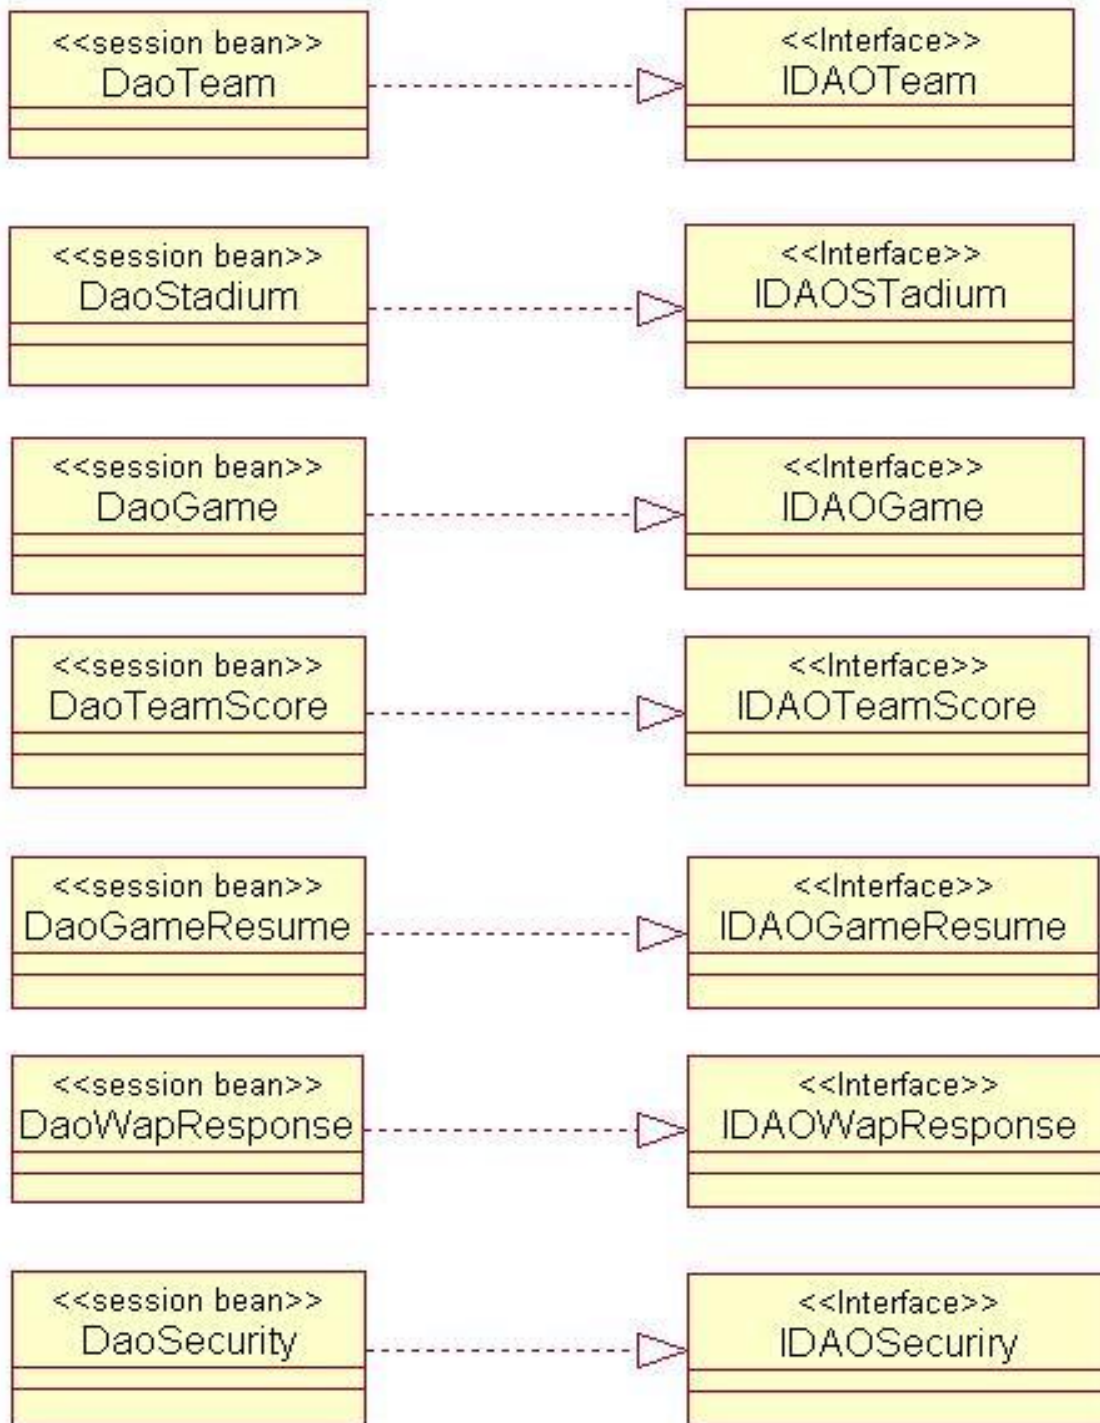 <<session bean>>
DaoTeam
<<Interface>>
IDAOTeam
<<session bean>>
DaoStadium
<<Interface>>
IDAOSTadium
<<session bean>>
DaoGame
<<Interface>>
IDAOGame
<<session bean>>
DaoTeamScore
<<Interface>>
IDAOTeamScore
<<session bean>>
DaoGameResume
<<Interface>>
IDAOGameResume
<<session bean>>
DaoWapResponse
<<Interface>>
IDAOWapResponse
<<session bean>>
DaoSecurity
<<Interface>>
IDAOSecuriry